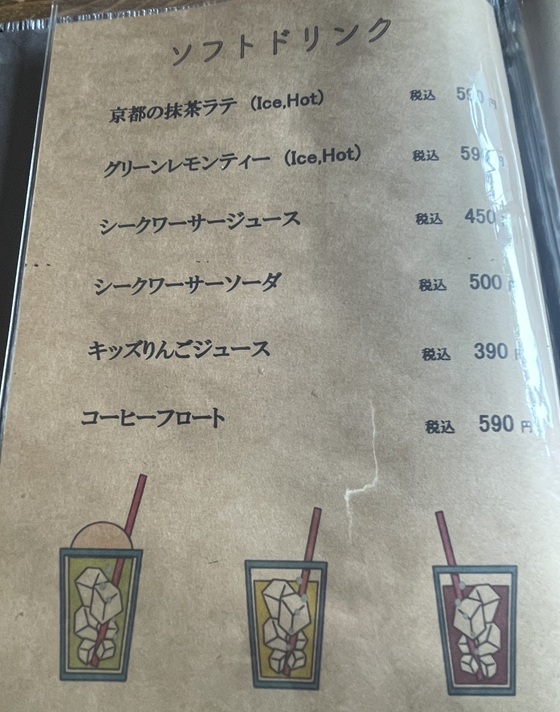 ソフトドリンク
京都の抹茶ラテ (Ice,Hot) 税込 590 円
グリーンレモンティー (Ice,Hot) 税込 590 円
シークワーサージュース 税込 450
シークワーサーソーダ 税込 500 円
キッズりんごジュース 税込 390 円
コーヒーフロート 税込 590 円